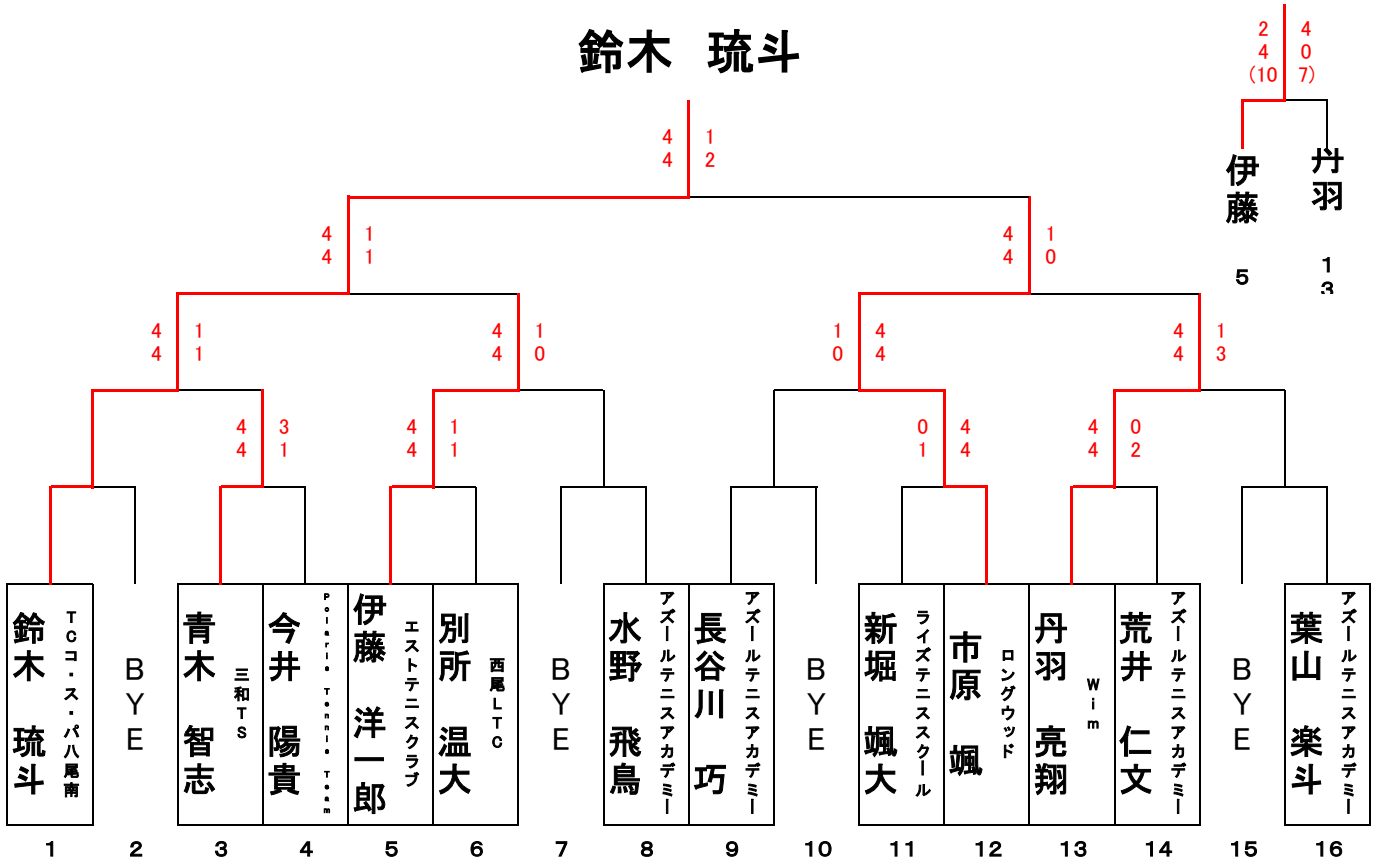 鈴木　琉斗
2 4
4 0
(10 7)
伊藤 5
丹羽 13
4 1
4 2
4 1
4 1
4 1
4 0
4 1
4 1
4 1
4 0
1 4
0 4
4 1
4 3
4 3
4 1
4 1
4 1
0 4
1 4
4 0
4 2
鈴木　琉斗
TCコ・ス・パ八尾南
BYE
青木　智志
三和TS
今井　陽貴
Polaris Tennis Team
伊藤　洋一郎
エストテニスクラブ
別所　温大
西尾LTC
BYE
水野　飛鳥
アズールテニスアカデミー
長谷川　巧
アズールテニスアカデミー
BYE
新堀　颯大
ライズテニススクール
市原　颯
ロングウッド
丹羽　亮翔
Wim
荒井　仁文
アズールテニスアカデミー
BYE
葉山　楽斗
アズールテニスアカデミー
1 2 3 4 5 6 7 8 9 10 11 12 13 14 15 16